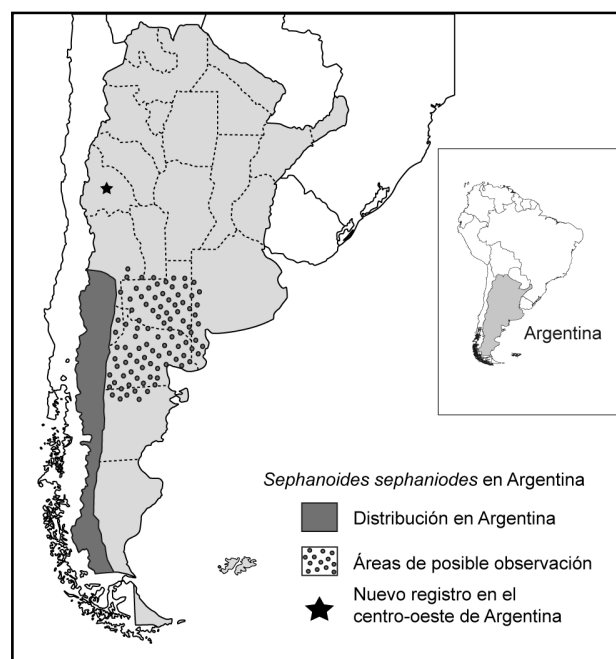 Argentina
Sephanoides sephaniodes en Argentina
Distribución en Argentina
Áreas de posible observación
Nuevo registro en el
centro-oeste de Argentina